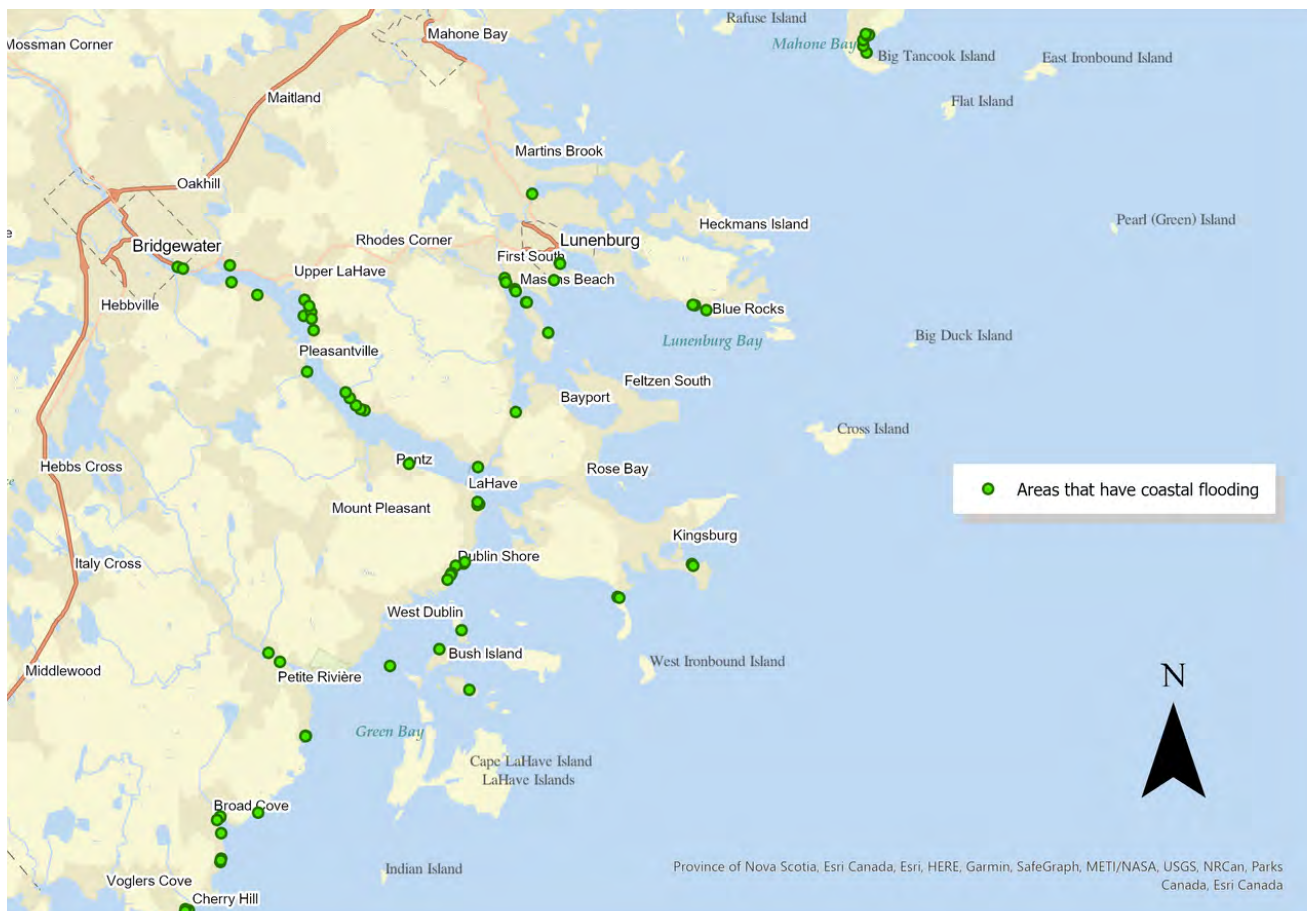 Rafuse Island
Mahone Bay
Mossman Corner
Mahone Bay
Big Tancook Island
East Ironbound Island
Maitland
Flat Island
Martins Brook
Oakhill
Pearl (Green) Island
Heckmans Island
Rhodes Corner
Lunenburg
Bridgewater
First South
Upper LaHave
Masons Beach
Hebbville
Blue Rocks
Big Duck Island
Lunenburg Bay
Pleasantville
Feltzen South
Bayport
Cross Island
Pentz
Hebbs Cross
Rose Bay
LaHave
Areas that have coastal flooding
Mount Pleasant
Kingsburg
Dublin Shore
Italy Cross
West Dublin
Bush Island
West Ironbound Island
Middlewood
Petite Rivière
N
Green Bay
Cape LaHave Island
LaHave Islands
Broad Cove
Indian Island
Province of Nova Scotia, Esri Canada, Esri, HERE, Garmin, SafeGraph, METI/NASA, USGS, NRCan, Parks
Canada, Esri Canada
Voglers Cove
Cherry Hill